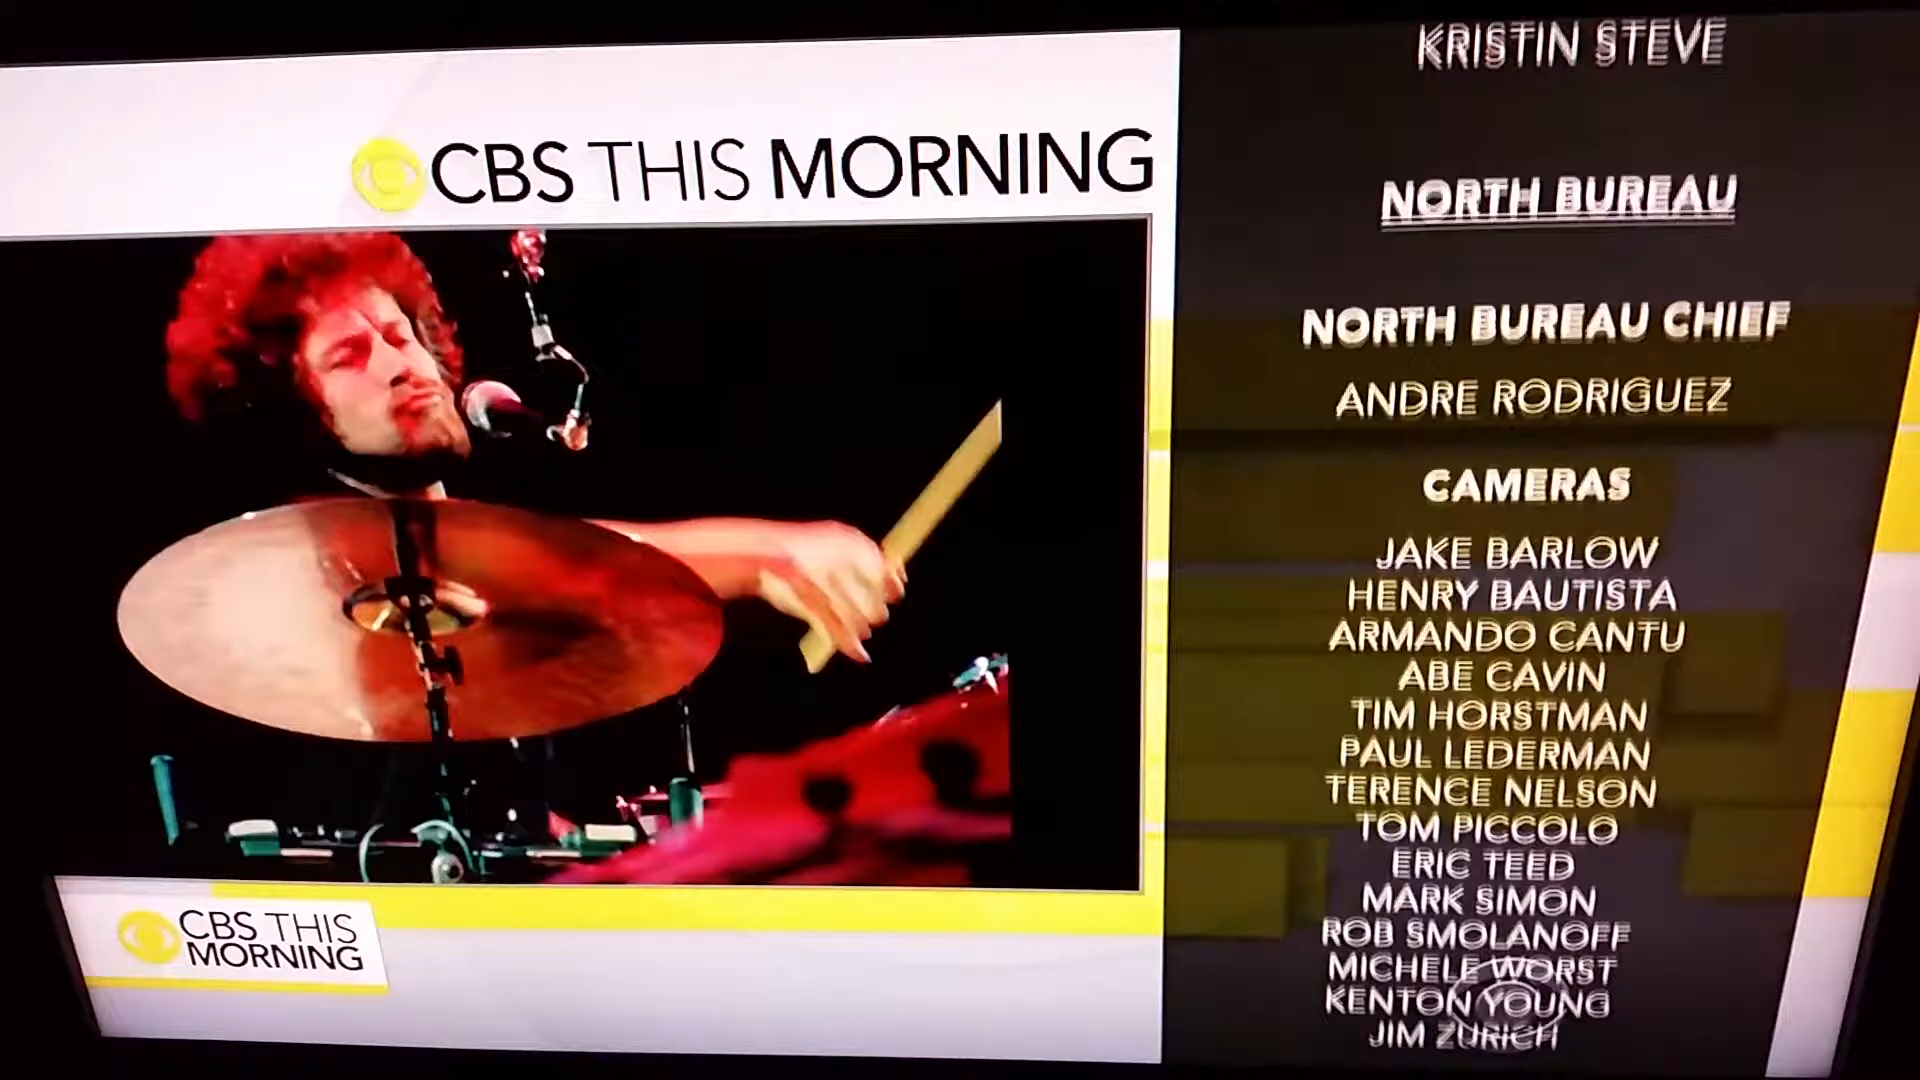 CBS THIS MORNING
CBS THIS
MORNING
KRISTIN STEVE
NORTH BUREAU
NORTH BUREAU CHIEF
ANDRE RODRIGUEZ
CAMERAS
JAKE BARLOW
HENRY BAUTISTA
ARMANDO CANTU
ABE CAVIN
TIM HORSTMAN
PAUL LEDERMAN
TERENCE NELSON
TOM PICCOLO
ERIC TEED
MARK SIMON
ROB SMOLANOFF
MICHELE WORST
KENTON YOUNG
JIM ZURICH